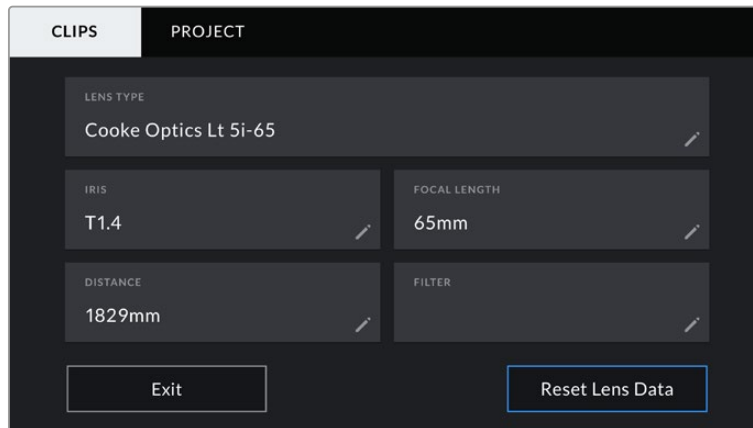 CLIPS PROJECT
LENS TYPE
Cooke Optics Lt 5i-65
IRIS
T1.4
FOCAL LENGTH
65mm
DISTANCE
1829mm
FILTER
Exit Reset Lens Data